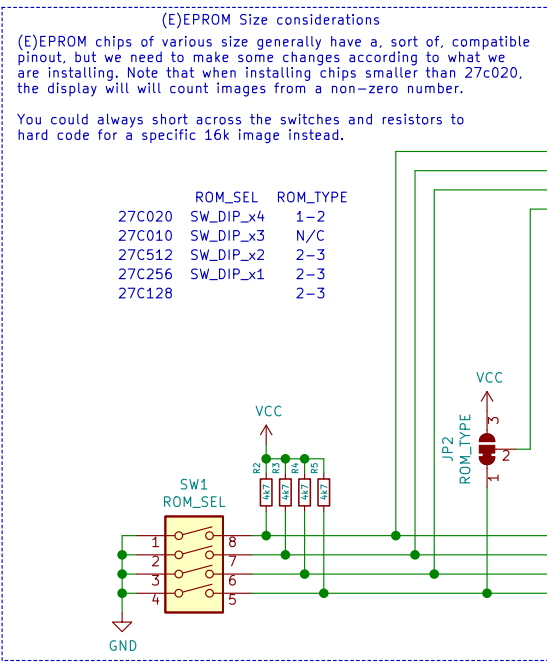 (E)EPROM Size considerations
(E)EPROM chips of various size generally have a, sort of, compatible
pinout, but we need to make some changes according to what we
are installing. Note that when installing chips smaller than 27c020,
the display will will count images from a non-zero number.
You could always short across the switches and resistors to
hard code for a specific 16k image instead.
ROM_SEL ROM_TYPE
27C020 SW_DIP_x4 1-2
27C010 SW_DIP_x3 N/C
27C512 SW_DIP_x2 2-3
27C256 SW_DIP_x1 2-3
27C128 2-3
VCC
3
JP2
ROM_TYPE
2
1
VCC
R2
R3
R4
R5
4k7
4k7
4k7
4k7
SW1
ROM_SEL
1 8
2 7
3 6
4 5
GND